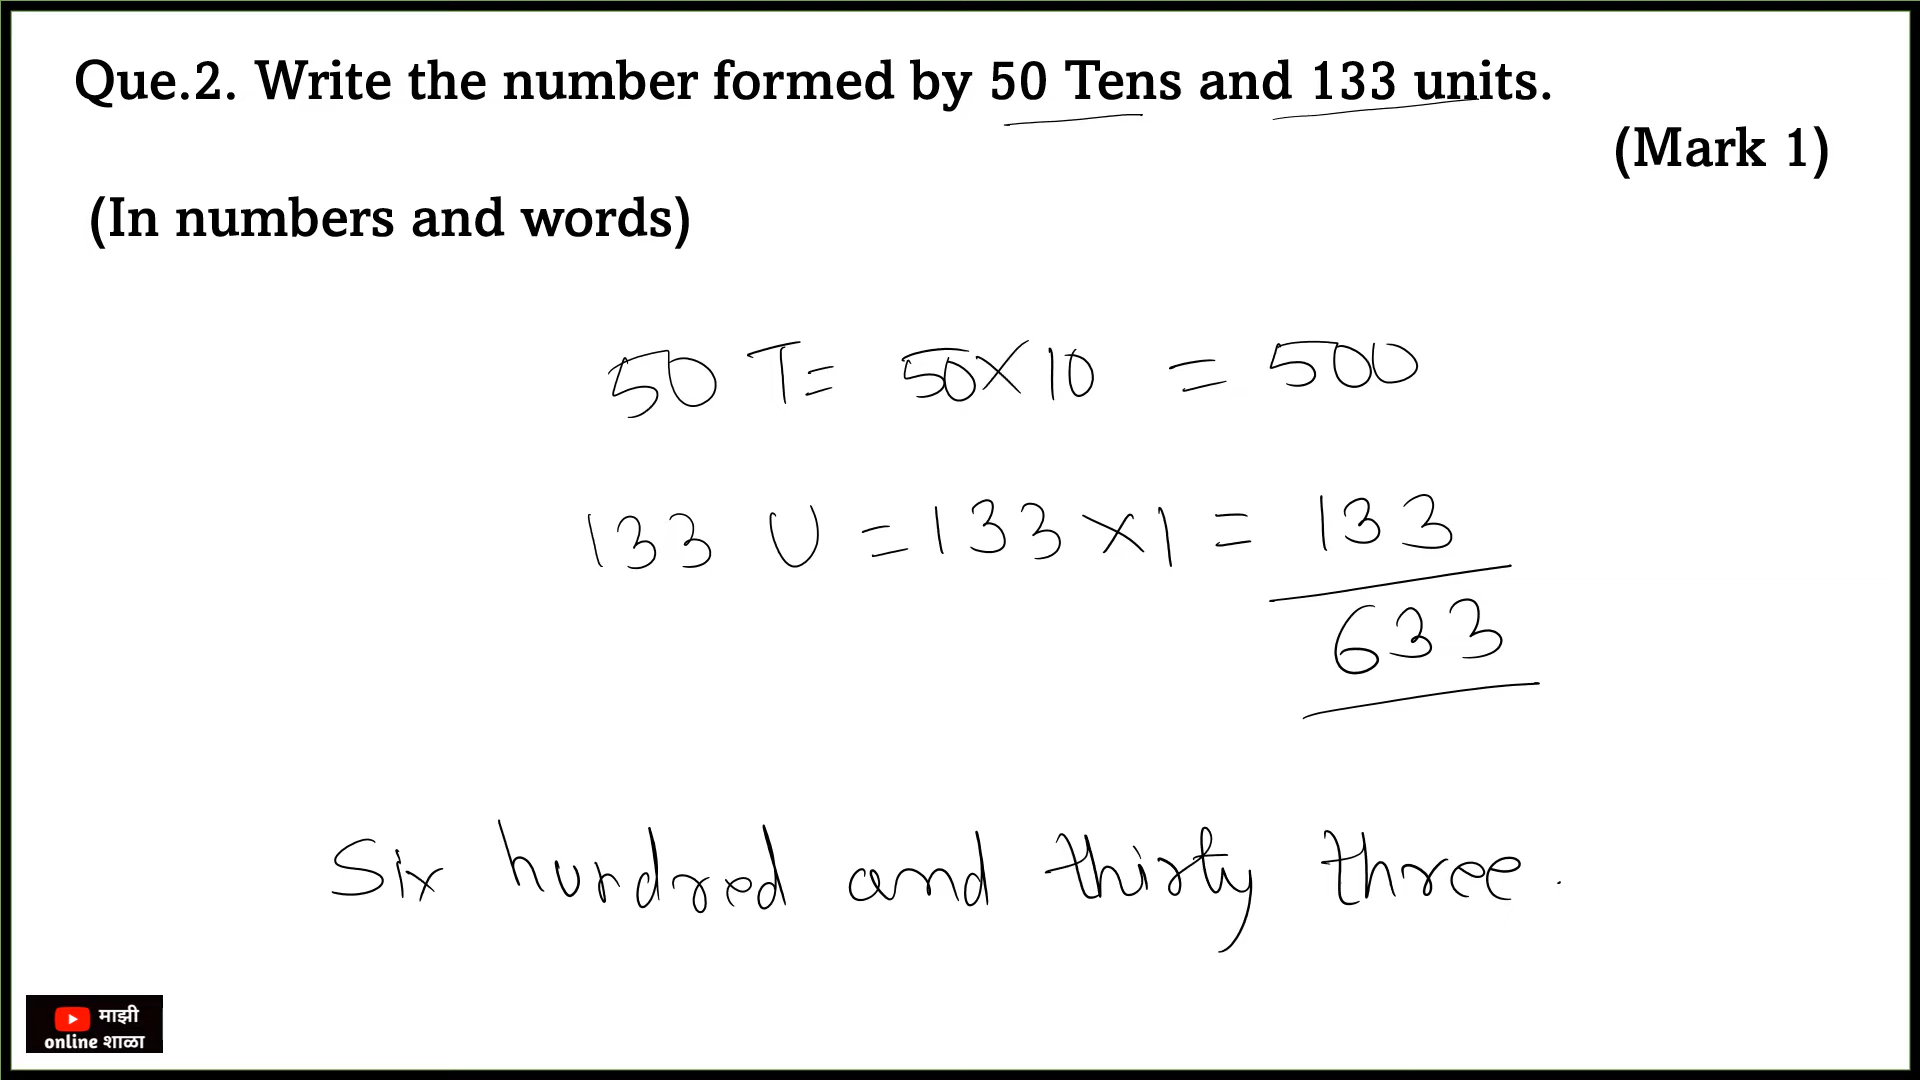 Que.2. Write the number formed by 50 Tens and 133 units.
(Mark 1)
(In numbers and words)
50 T= 50×10 = 500
133 U = 133×1 = 133
633
Six hundred and thirty three.
माझी
online शाळा